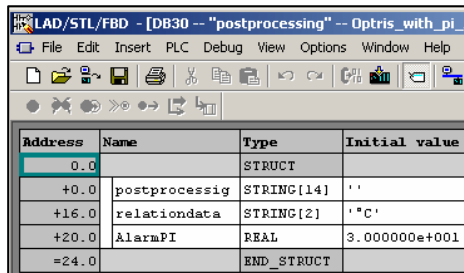 LAD/STL/FBD - [DB30 -- "postprocessing" -- Optris_with_pi_
File Edit Insert PLC Debug View Options Window Help
Address Name Type Initial value
0.0 STRUCT
+0.0 postprocessig STRING[14] ''
+16.0 relationdata STRING[2] '°C'
+20.0 AlarmPI REAL 3.000000e+001
=24.0 END_STRUCT